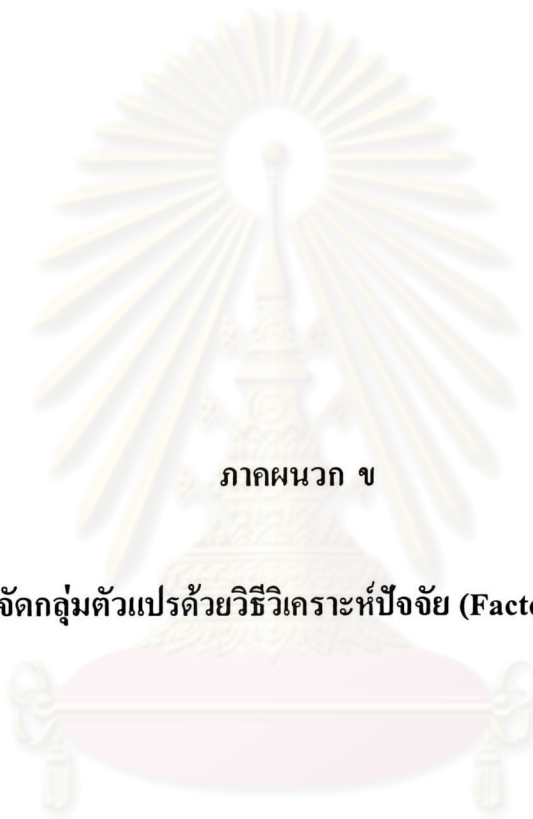 ภาคผนวก ข
จัดกลุ่มตัวแปรด้วยวิธีวิเคราะห์ปัจจัย